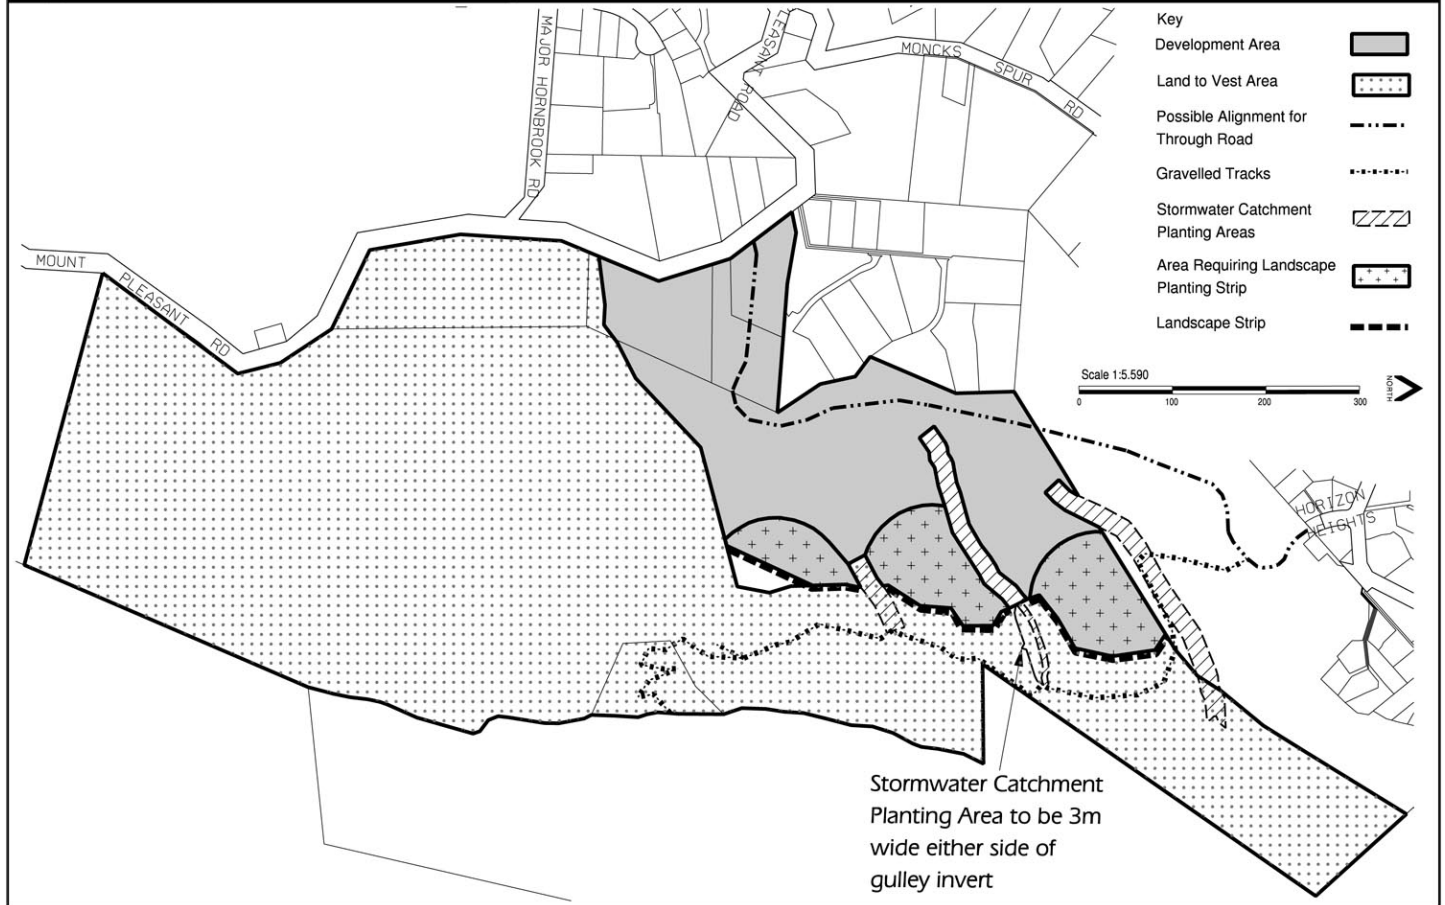 MAJOR HORNBROOK RD
PLEASANT ROAD
MONCKS
SPUR
RD
MOUNT
PLEASANT
RD
Key
Development Area
Land to Vest Area
Possible Alignment for
Through Road
Gravelled Tracks
Stormwater Catchment
Planting Areas
Area Requiring Landscape
Planting Strip
Landscape Strip
Scale 1:5.590
0 100 200 300
NORTH
HORIZON
HEIGHTS
Stormwater Catchment
Planting Area to be 3m
wide either side of
gulley invert